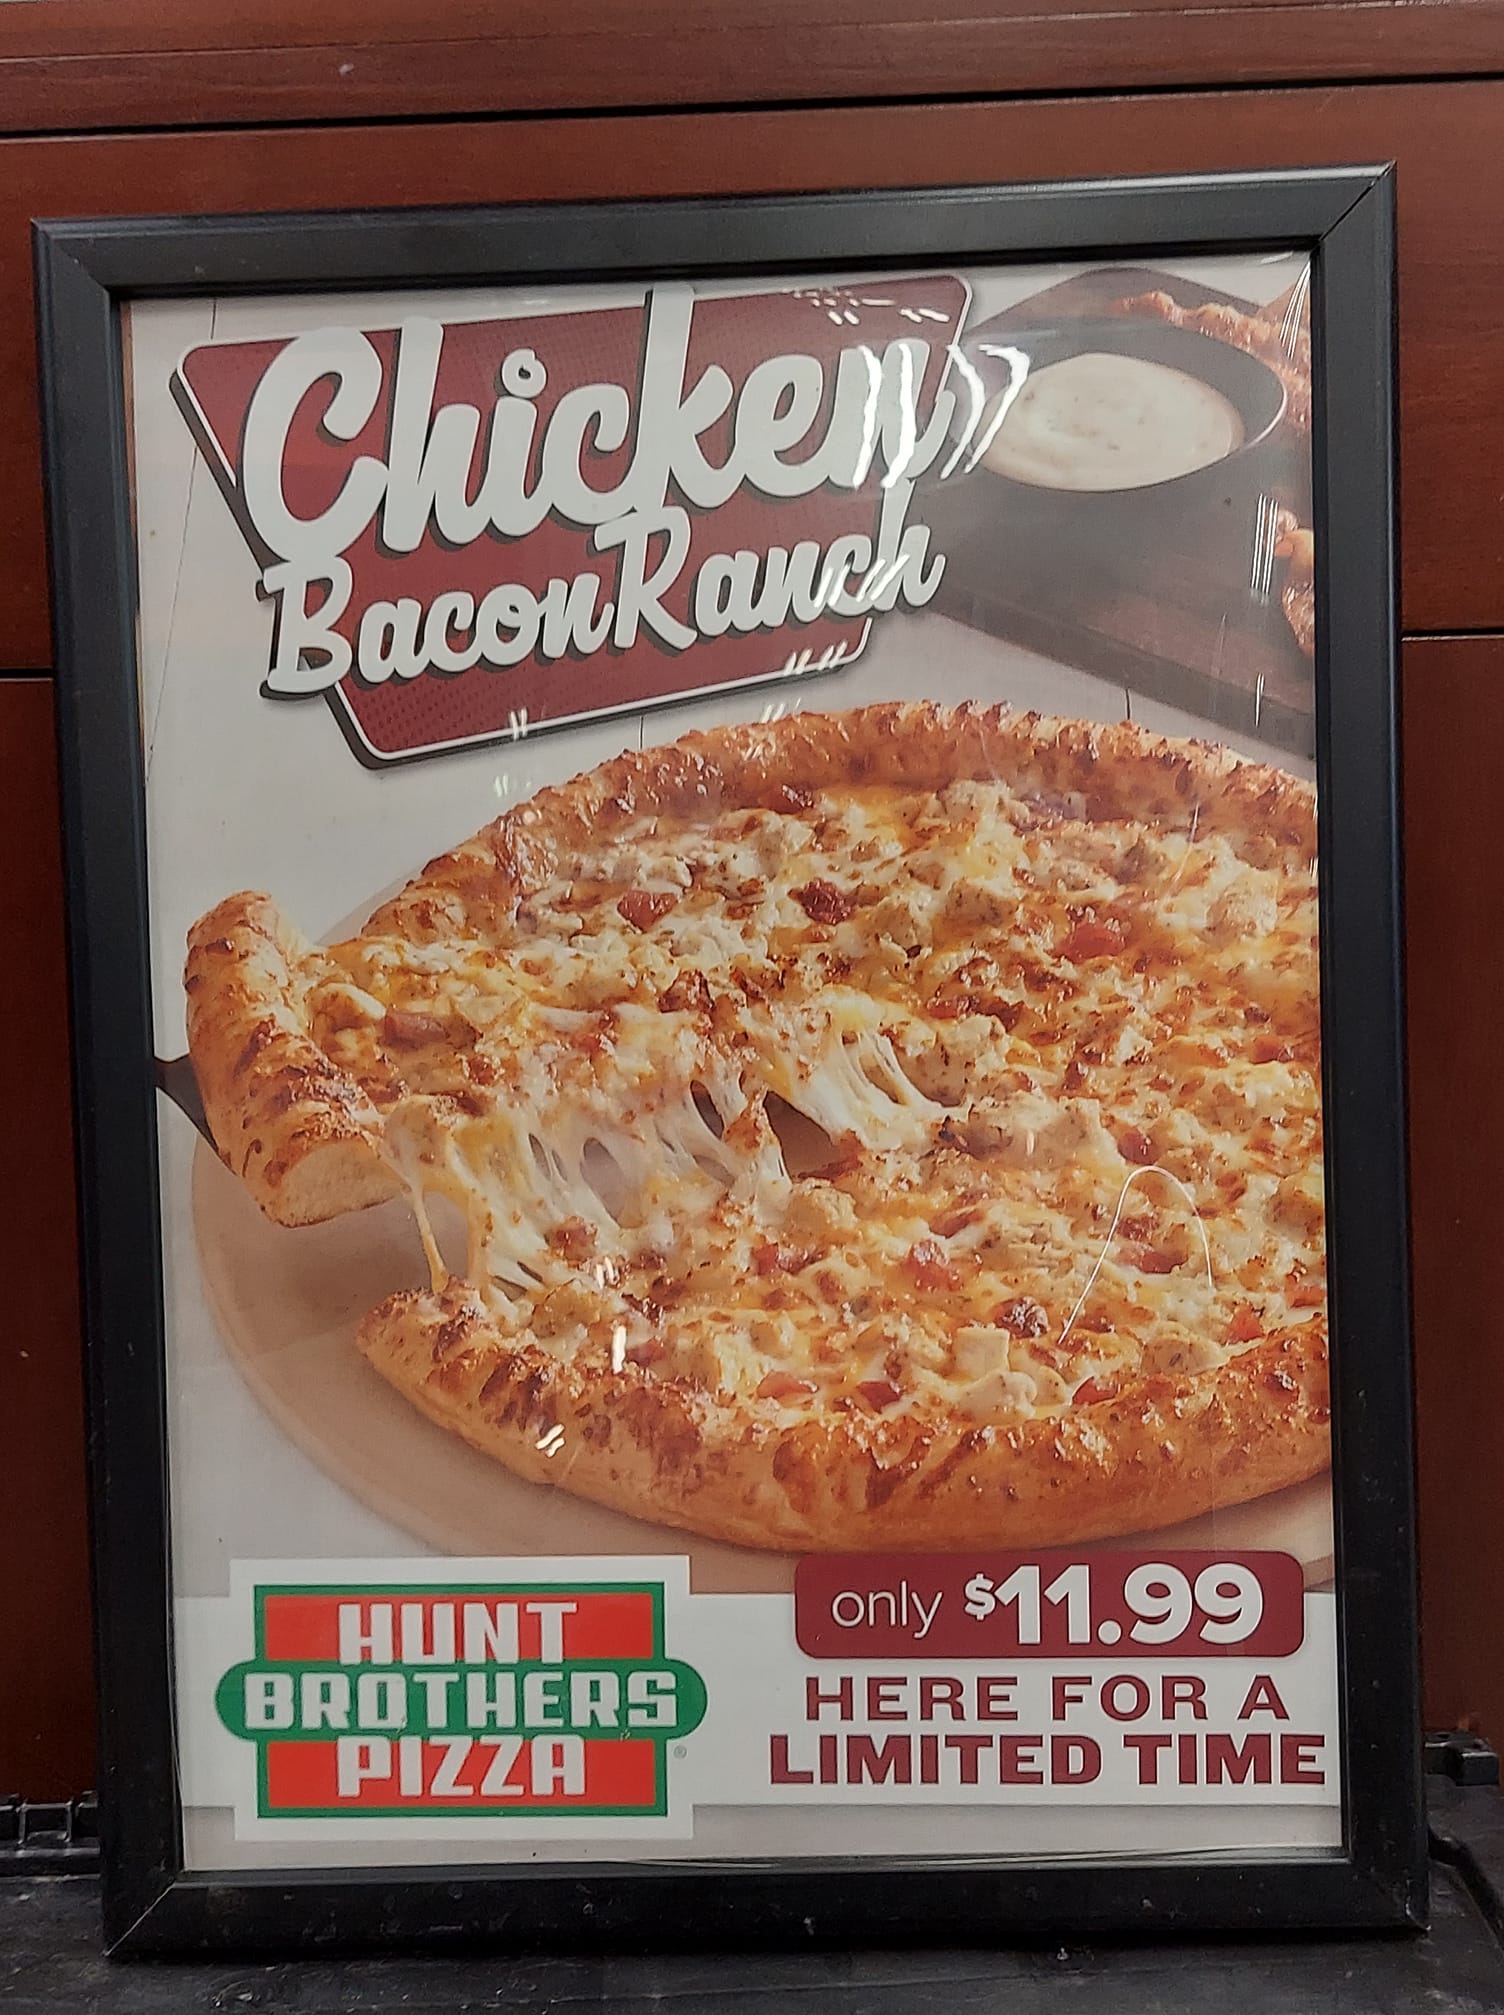 Chicken
Bacon Ranch
HUNT
BROTHERS
PIZZA
®
only $11.99
HERE FOR A
LIMITED TIME